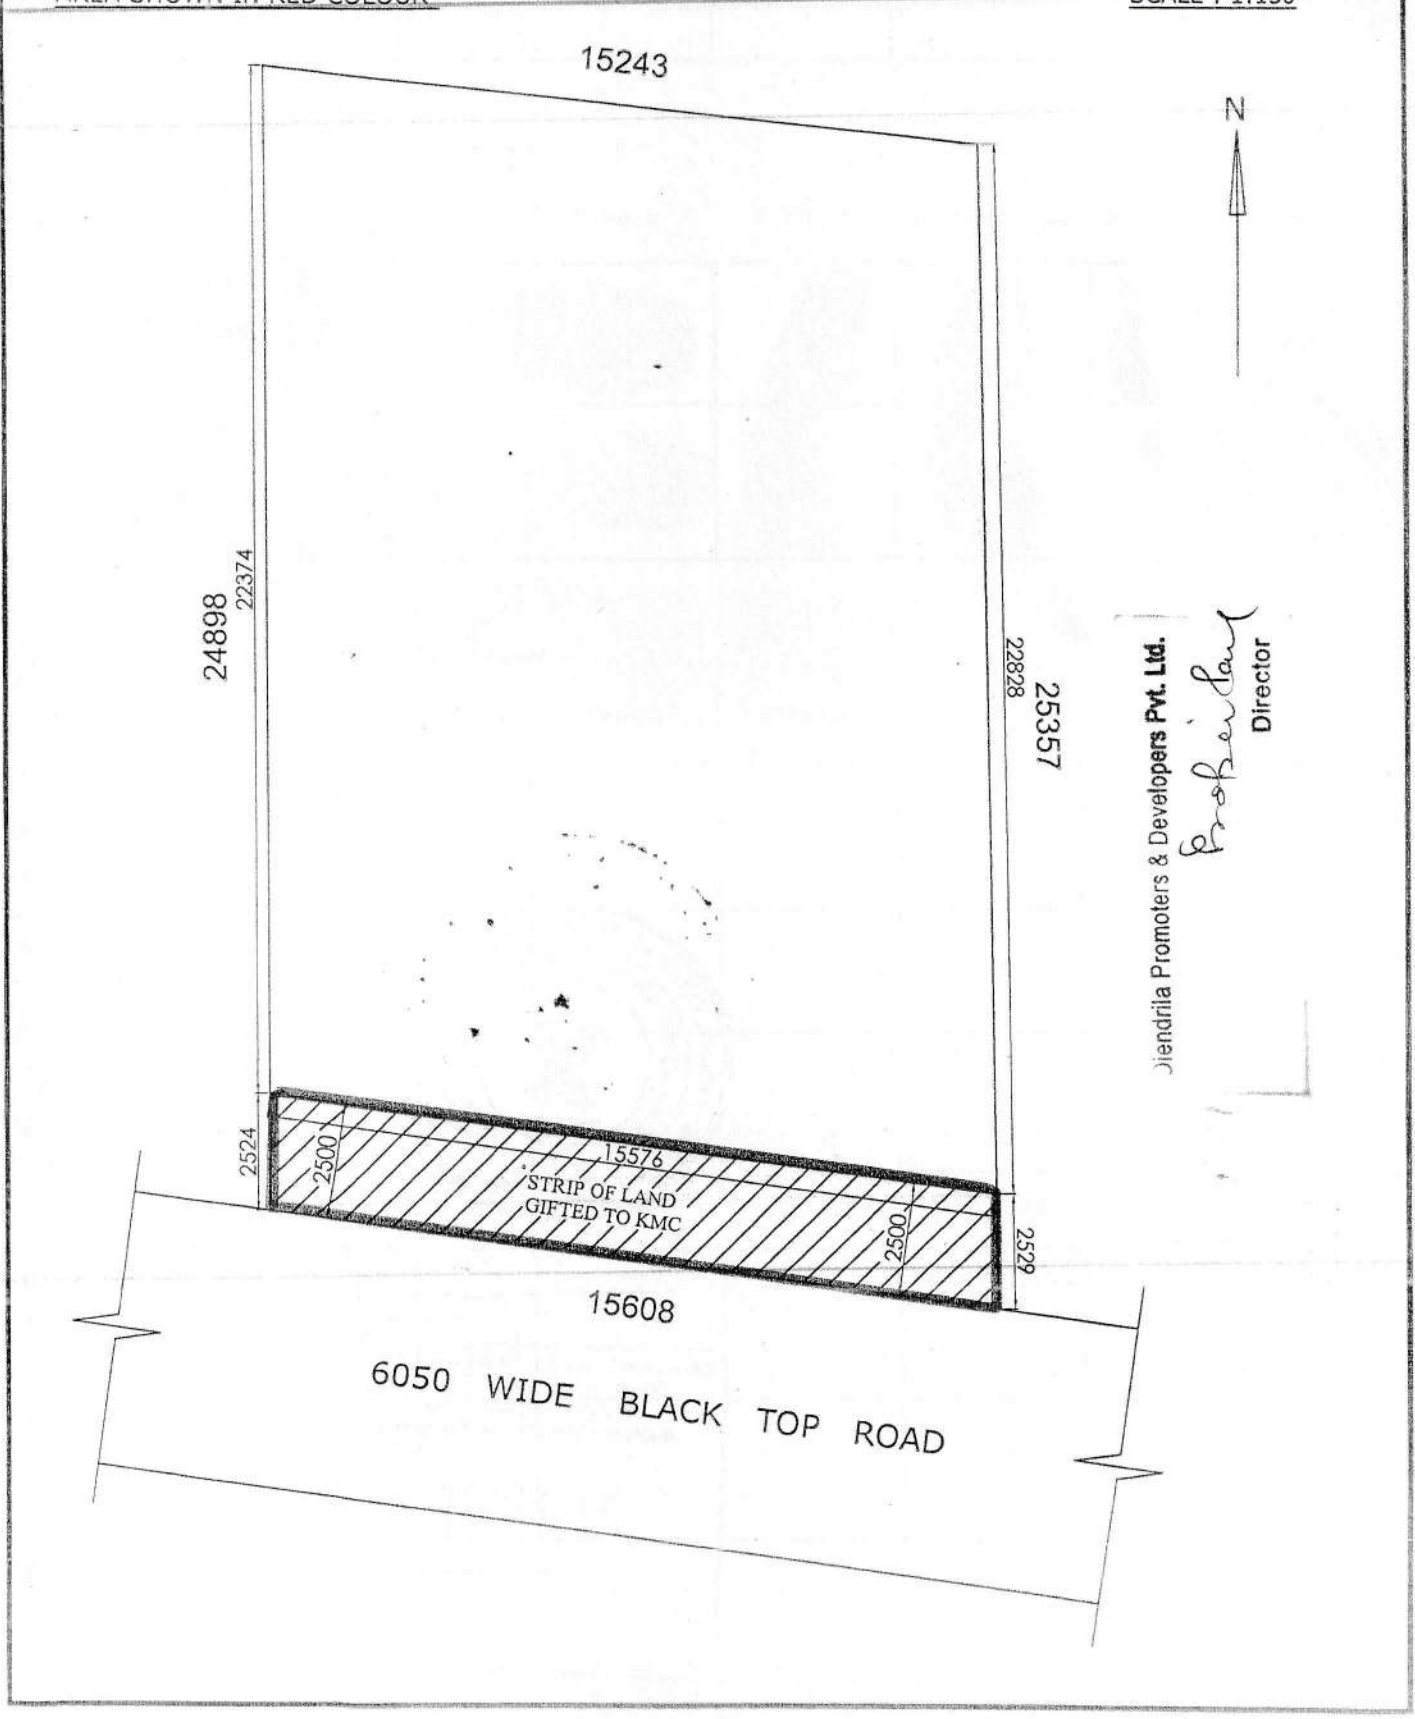 15243
N
24898
22374
22828
25357
Promoters & Developers Pvt. Ltd.
Director
2524
2500
15576
STRIP OF LAND
GIFTED TO KMC
2500
2529
15608
6050 WIDE BLACK TOP ROAD